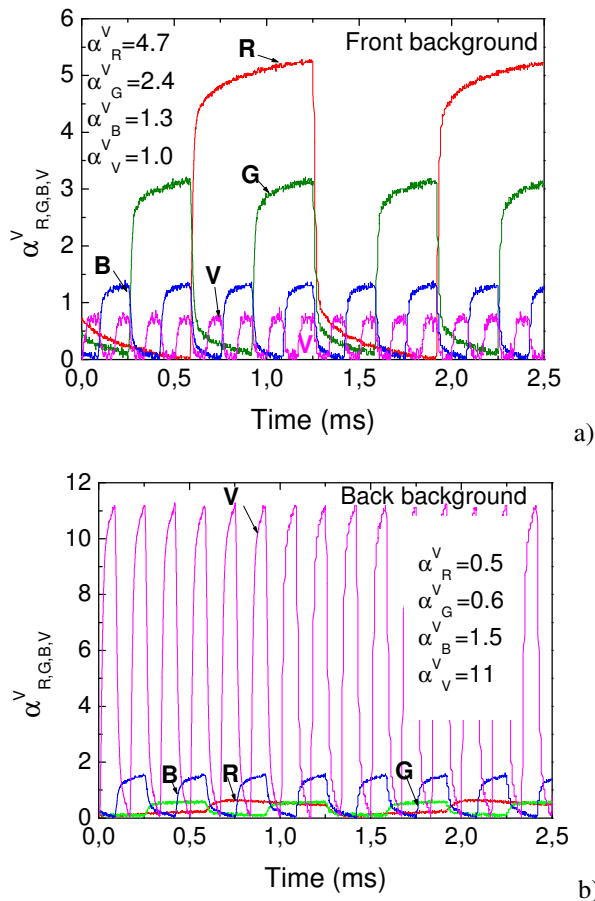 Front background
α^V_R=4.7
α^V_G=2.4
α^V_B=1.3
α^V_V=1.0
R
G
B
V
V
6
5
4
3
2
1
0
α^V_R,G,B,V
0,0 0,5 1,0 1,5 2,0 2,5
Time (ms)
a)
Back background
V
α^V_R=0.5
α^V_G=0.6
α^V_B=1.5
α^V_V=11
B
R
G
12
10
8
6
4
2
0
α^V_R,G,B,V
0,0 0,5 1,0 1,5 2,0 2,5
Time (ms)
b)